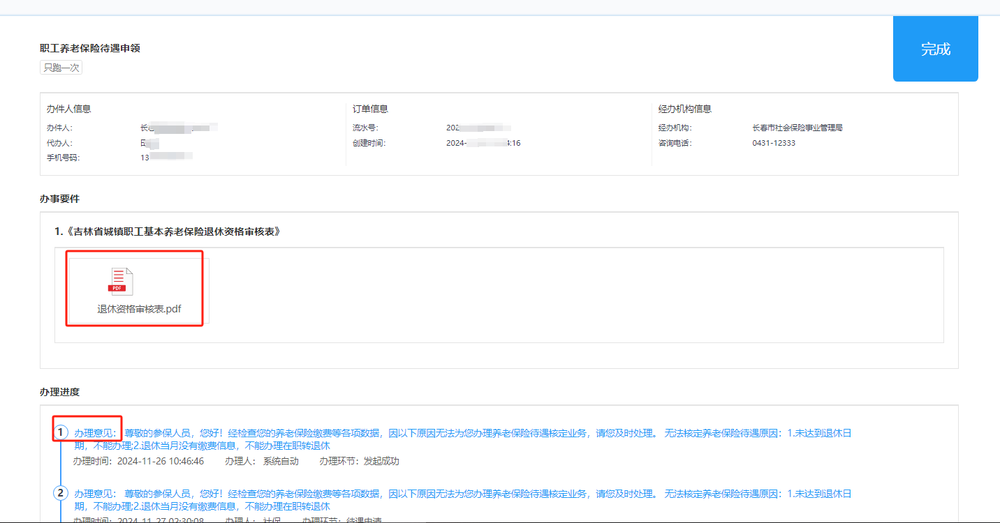 职工养老保险待遇申领
完成
只跑一次
办件人信息
办件人: 长春
代办人:
手机号码: 13
订单信息
流水号: 202
创建时间: 2024- 4:16
经办机构信息
经办机构: 长春市社会保险事业管理局
咨询电话: 0431-12333
办事要件
1.《吉林省城镇职工基本养老保险退休资格审核表》
PDF
退休资格审核表.pdf
办理进度
1 办理意见: 尊敬的参保人员，您好！经检查您的养老保险缴费等各项数据，因以下原因无法为您办理养老保险待遇核定业务，请您及时处理。 无法核定养老保险待遇原因：1.未达到退休日
期，不能办理;2.退休当月没有缴费信息，不能办理在职转退休
办理时间: 2024-11-26 10:46:46 办理人: 系统自动 办理环节: 发起成功
2 办理意见: 尊敬的参保人员，您好！经检查您的养老保险缴费等各项数据，因以下原因无法为您办理养老保险待遇核定业务，请您及时处理。 无法核定养老保险待遇原因：1.未达到退休日
期，不能办理;2.退休当月没有缴费信息，不能办理在职转退休
办理时间: 2024-11-27 02:30:08 办理人: 社保 办理环节: 待遇申请